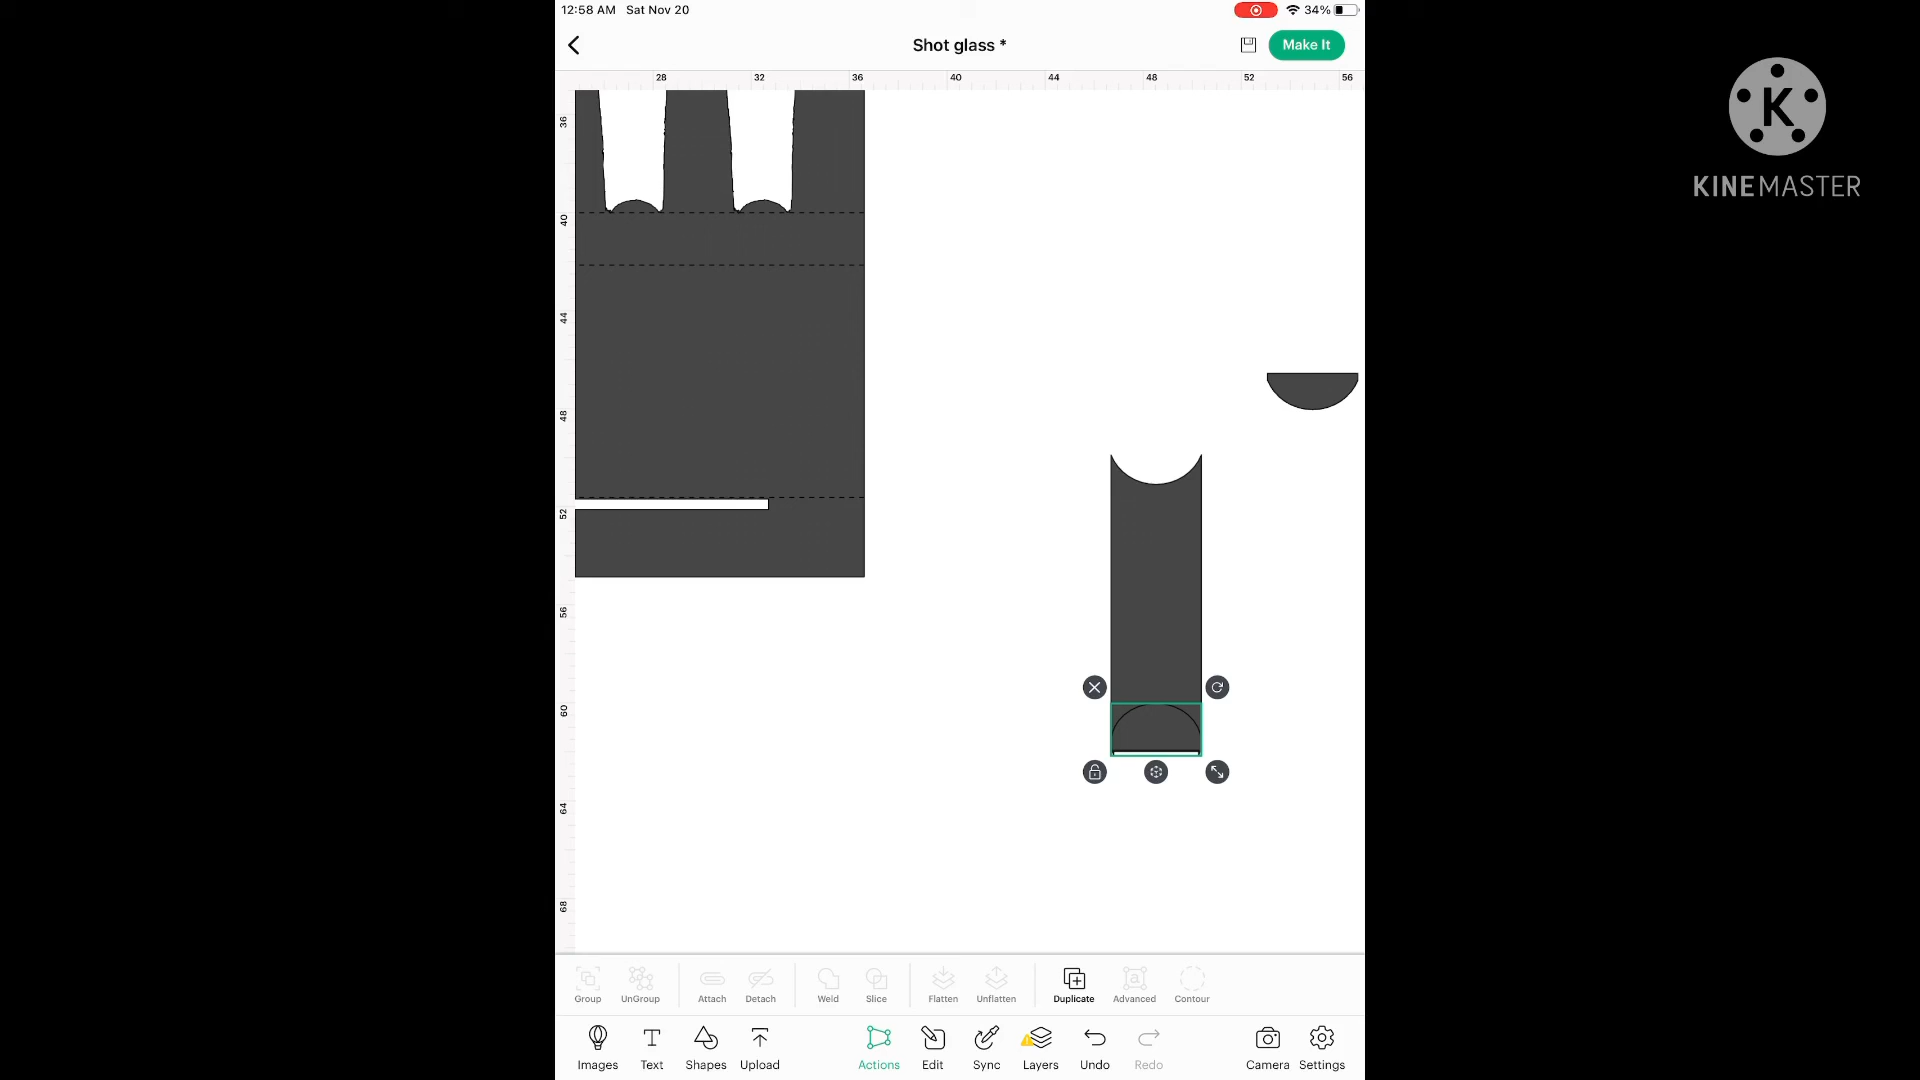 12:58 AM Sat Nov 20
34%
Shot glass *
Make It
28 32 36 40 44 48 52 56
36
40
44
48
52
56
60
64
68
K
KINEMASTER
Group UnGroup Attach Detach Weld Slice Flatten Unflatten Duplicate Advanced Contour
Images Text Shapes Upload Actions Edit Sync Layers Undo Redo Camera Settings